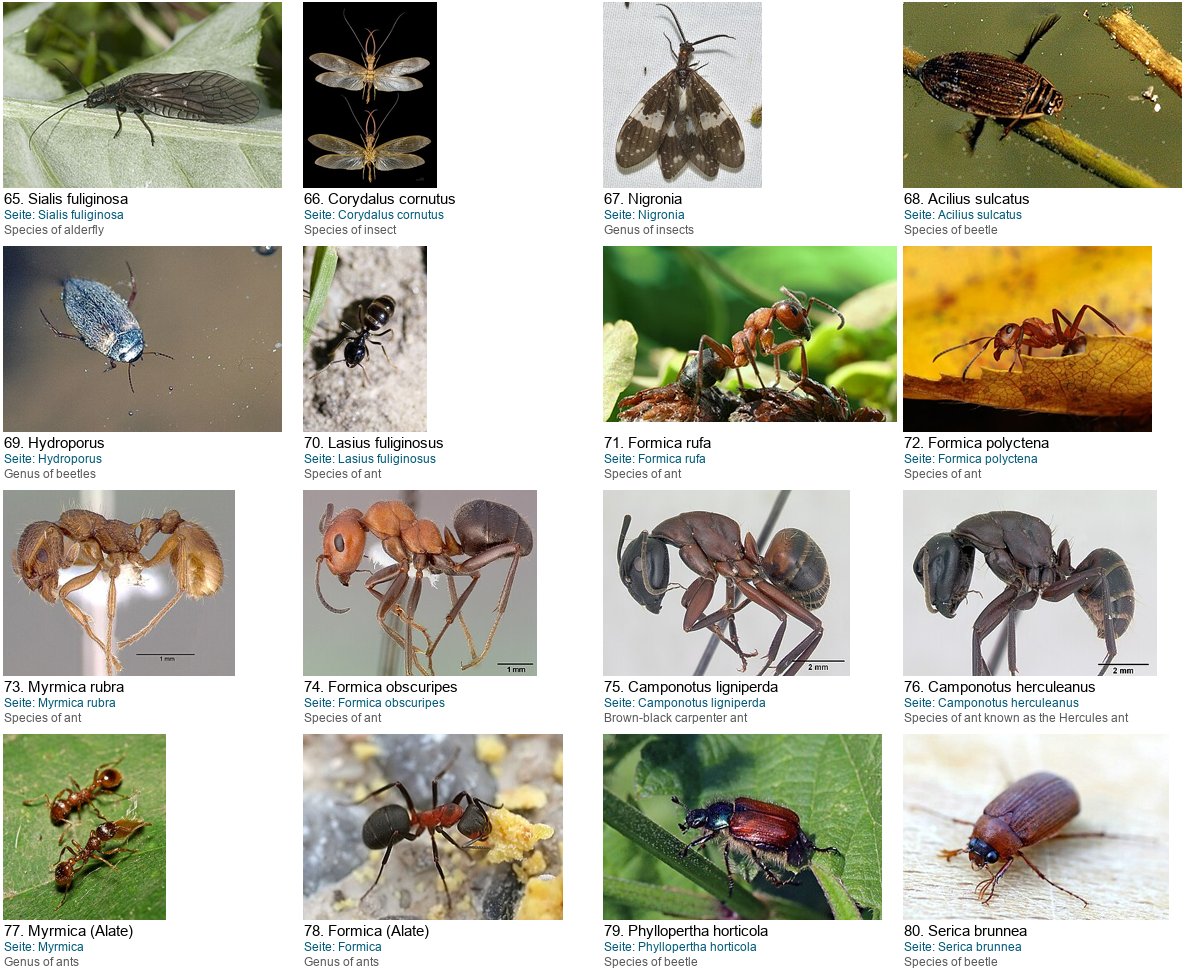 65. Sialis fuliginosa
Seite: Sialis fuliginosa
Species of alderfly
66. Corydalus cornutus
Seite: Corydalus cornutus
Species of insect
67. Nigronia
Seite: Nigronia
Genus of insects
68. Acilius sulcatus
Seite: Acilius sulcatus
Species of beetle
69. Hydroporus
Seite: Hydroporus
Genus of beetles
70. Lasius fuliginosus
Seite: Lasius fuliginosus
Species of ant
71. Formica rufa
Seite: Formica rufa
Species of ant
72. Formica polyctena
Seite: Formica polyctena
Species of ant
1 mm
73. Myrmica rubra
Seite: Myrmica rubra
Species of ant
1 mm
74. Formica obscuripes
Seite: Formica obscuripes
Species of ant
2 mm
75. Camponotus ligniperda
Seite: Camponotus ligniperda
Brown-black carpenter ant
2 mm
76. Camponotus herculeanus
Seite: Camponotus herculeanus
Species of ant known as the Hercules ant
77. Myrmica (Alate)
Seite: Myrmica
Genus of ants
78. Formica (Alate)
Seite: Formica
Genus of ants
79. Phyllopertha horticola
Seite: Phyllopertha horticola
Species of beetle
80. Serica brunnea
Seite: Serica brunnea
Species of beetle